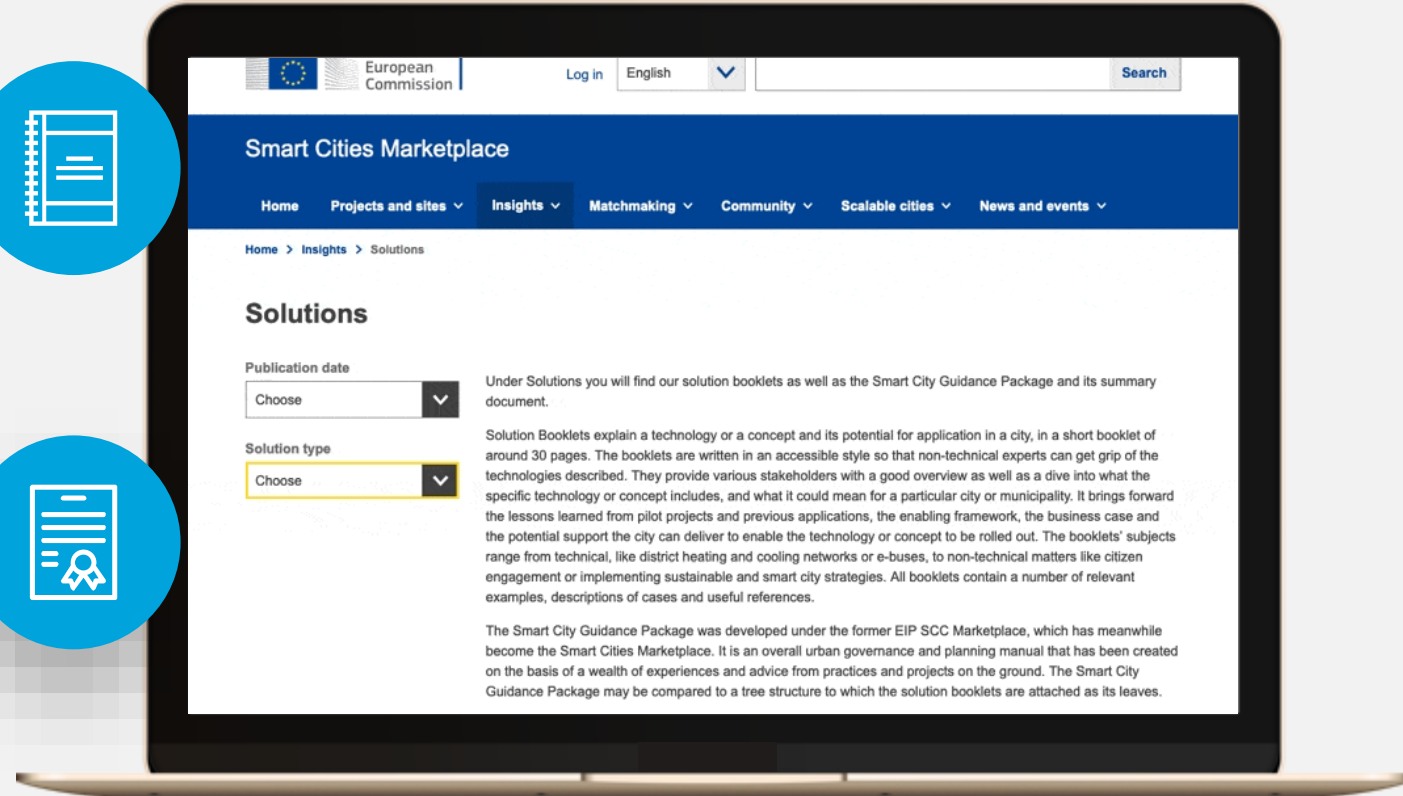 European
Commission
Log in
English
Search
Smart Cities Marketplace
Home
Projects and sites
Insights
Matchmaking
Community
Scalable cities
News and events
Home > Insights > Solutions
Solutions
Publication date
Choose
Solution type
Choose
Under Solutions you will find our solution booklets as well as the Smart City Guidance Package and its summary
document.
Solution Booklets explain a technology or a concept and its potential for application in a city, in a short booklet of
around 30 pages. The booklets are written in an accessible style so that non-technical experts can get grip of the
technologies described. They provide various stakeholders with a good overview as well as a dive into what the
specific technology or concept includes, and what it could mean for a particular city or municipality. It brings forward
the lessons learned from pilot projects and previous applications, the enabling framework, the business case and
the potential support the city can deliver to enable the technology or concept to be rolled out. The booklets' subjects
range from technical, like district heating and cooling networks or e-buses, to non-technical matters like citizen
engagement or implementing sustainable and smart city strategies. All booklets contain a number of relevant
examples, descriptions of cases and useful references.
The Smart City Guidance Package was developed under the former EIP SCC Marketplace, which has meanwhile
become the Smart Cities Marketplace. It is an overall urban governance and planning manual that has been created
on the basis of a wealth of experiences and advice from practices and projects on the ground. The Smart City
Guidance Package may be compared to a tree structure to which the solution booklets are attached as its leaves.